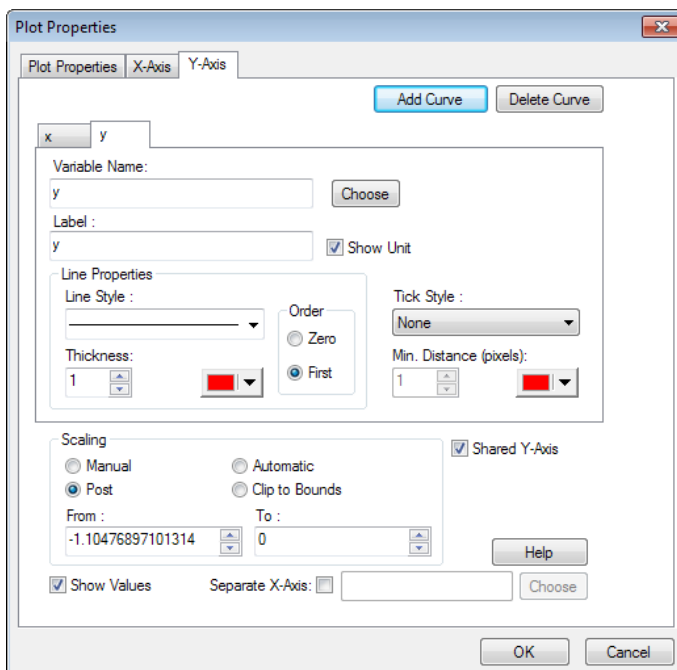 Plot Properties
Plot Properties X-Axis Y-Axis
Add Curve Delete Curve
x y
Variable Name:
y Choose
Label :
y Show Unit
Line Properties
Line Style : Order Tick Style :
Zero None
Thickness: First Min. Distance (pixels):
1 1
Scaling Shared Y-Axis
Manual Automatic
Post Clip to Bounds
From : To :
-1.10476897101314 0
Help
Show Values Separate X-Axis: Choose
OK Cancel